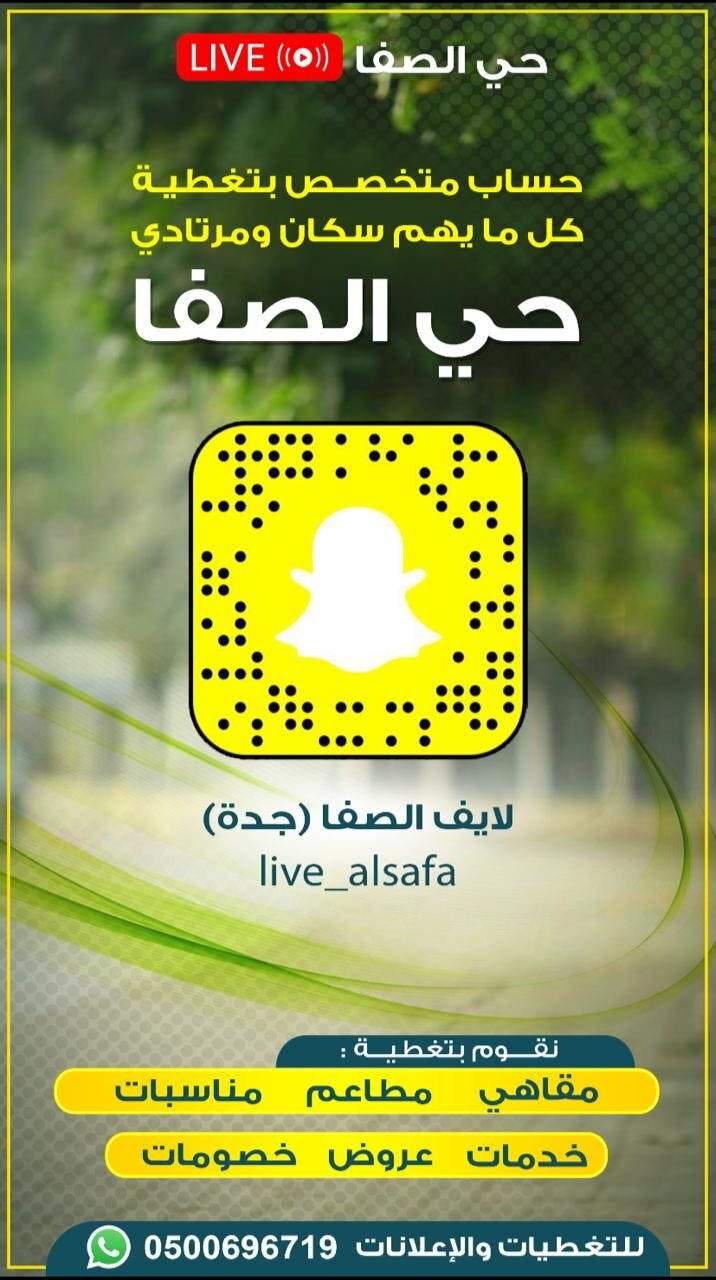 حي الصفا LIVE
حساب متخصص بتغطية
كل ما يهم سكان ومرتادي
حي الصفا
لايف الصفا (جدة)
live_alsafa
نقوم بتغطية :
مقاهي مطاعم مناسبات
خدمات عروض خصومات
للتغطيات والإعلانات 0500696719